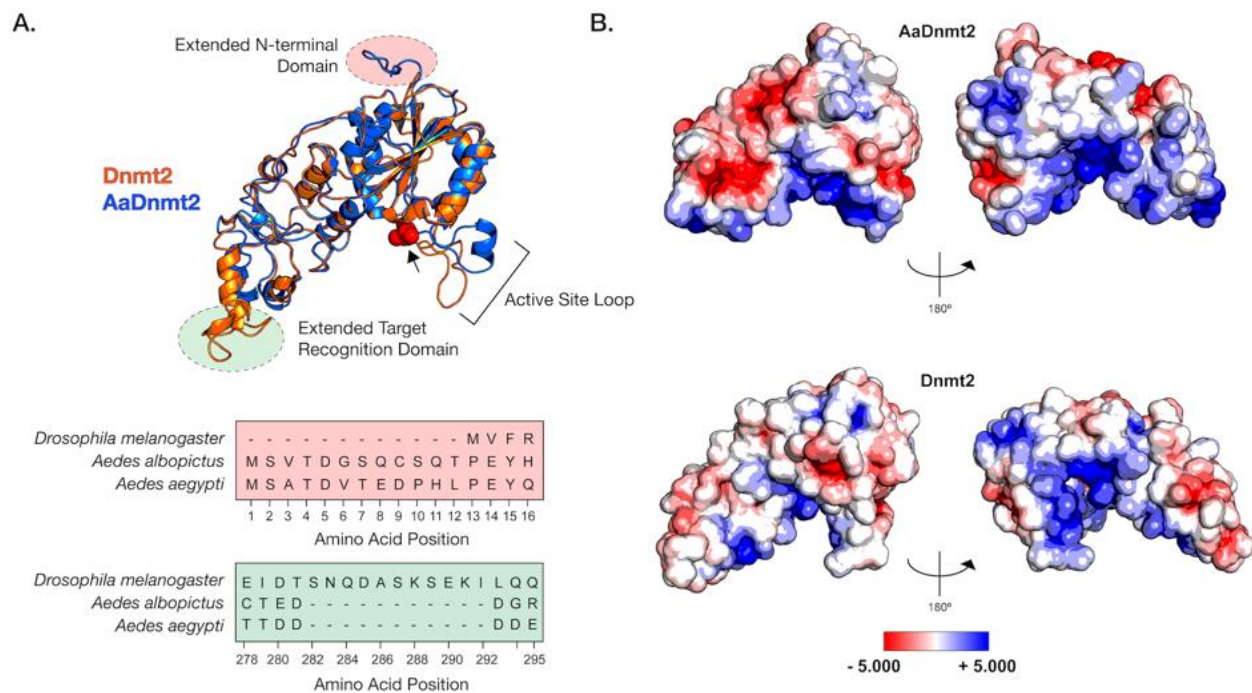 A.
Extended N-terminal
Domain
Dnmt2
AaDnmt2
Active Site Loop
Extended Target
Recognition Domain
Drosophila melanogaster - - - - - - - - - - - - M V F R
Aedes albopictus M S V T D G S Q C S Q T P E Y H
Aedes aegypti M S A T D V T E D P H L P E Y Q
1 2 3 4 5 6 7 8 9 10 11 12 13 14 15 16
Amino Acid Position
Drosophila melanogaster E I D T S N Q D A S K S E K I L Q Q
Aedes albopictus C T E D - - - - - - - - - - - D G R
Aedes aegypti T T D D - - - - - - - - - - - D D E
278 280 282 284 286 288 290 292 295
Amino Acid Position
B.
AaDnmt2
180º
Dnmt2
180º
- 5.000 + 5.000